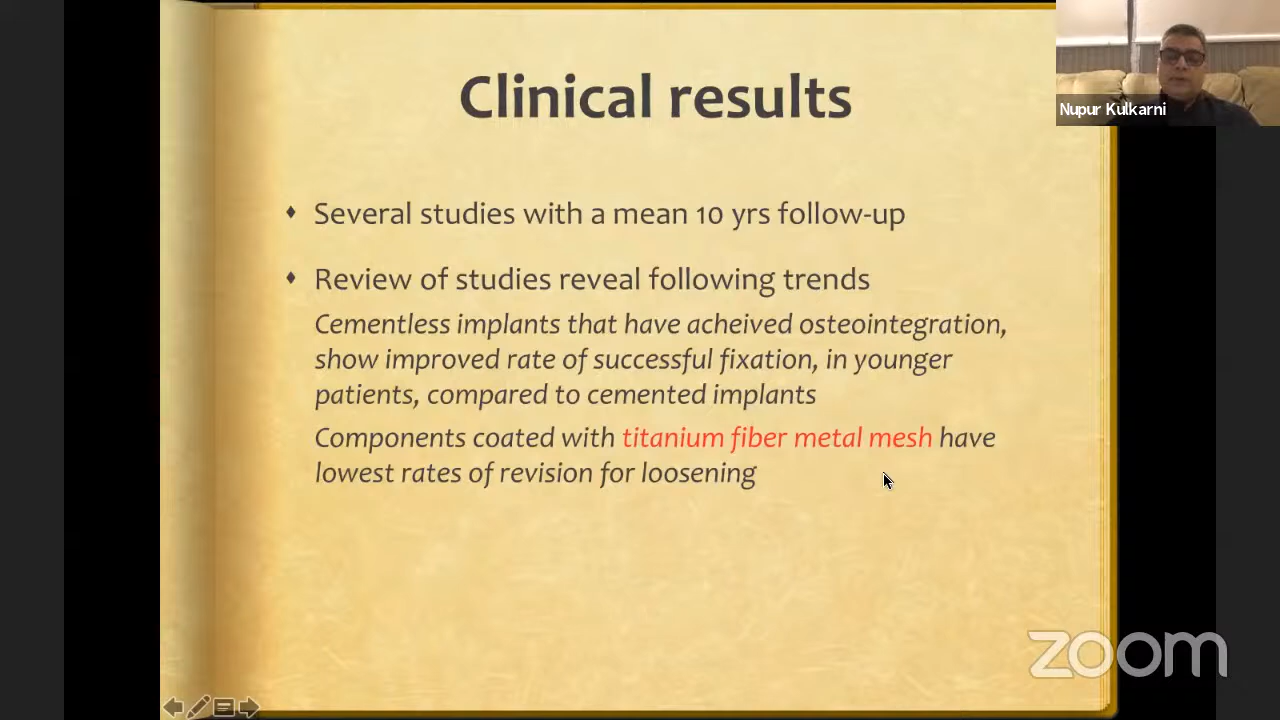 Clinical results
Nupur Kulkarni
Several studies with a mean 10 yrs follow-up
Review of studies reveal following trends
Cementless implants that have acheived osteointegration,
show improved rate of successful fixation, in younger
patients, compared to cemented implants
Components coated with titanium fiber metal mesh have
lowest rates of revision for loosening
zoom